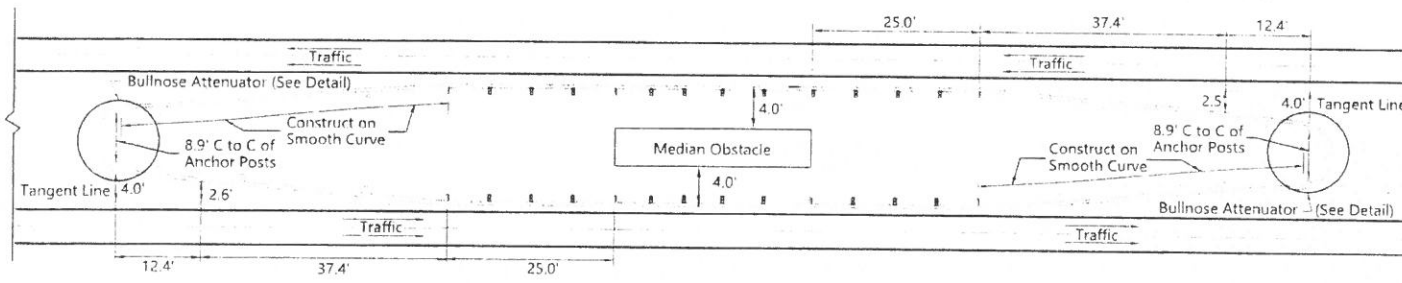 25.0'
37.4'
12.4'
Traffic
Traffic
Bullnose Attenuator (See Detail)
4.0'
2.5'
4.0'
Tangent Line
Construct on
Smooth Curve
8.9' C to C of
Anchor Posts
Median Obstacle
8.9' C to C of
Anchor Posts
Construct on
Smooth Curve
Tangent Line
4.0'
2.6'
4.0'
Bullnose Attenuator (See Detail)
Traffic
Traffic
12.4'
37.4'
25.0'